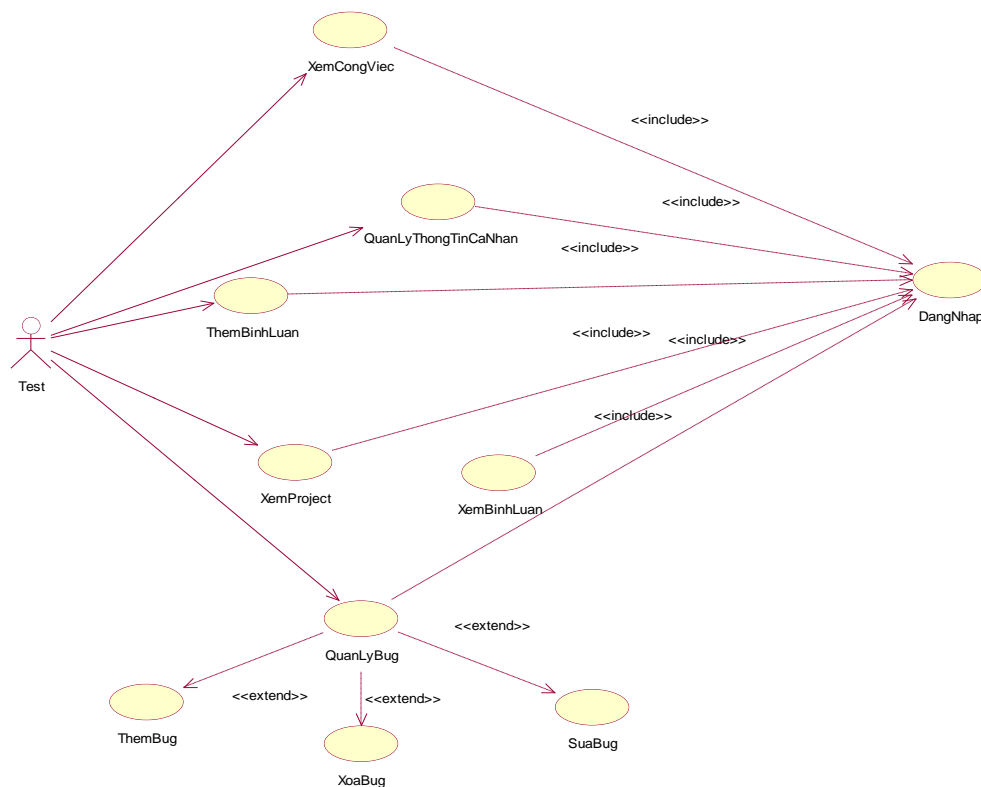 XemCongViec
<<include>>
<<include>>
QuanLyThongTinCaNhan
<<include>>
DangNhap
ThemBinhLuan
<<include>>
<<include>>
Test
<<include>>
XemProject
XemBinhLuan
<<extend>>
QuanLyBug
<<extend>>
<<extend>>
ThemBug
SuaBug
XoaBug